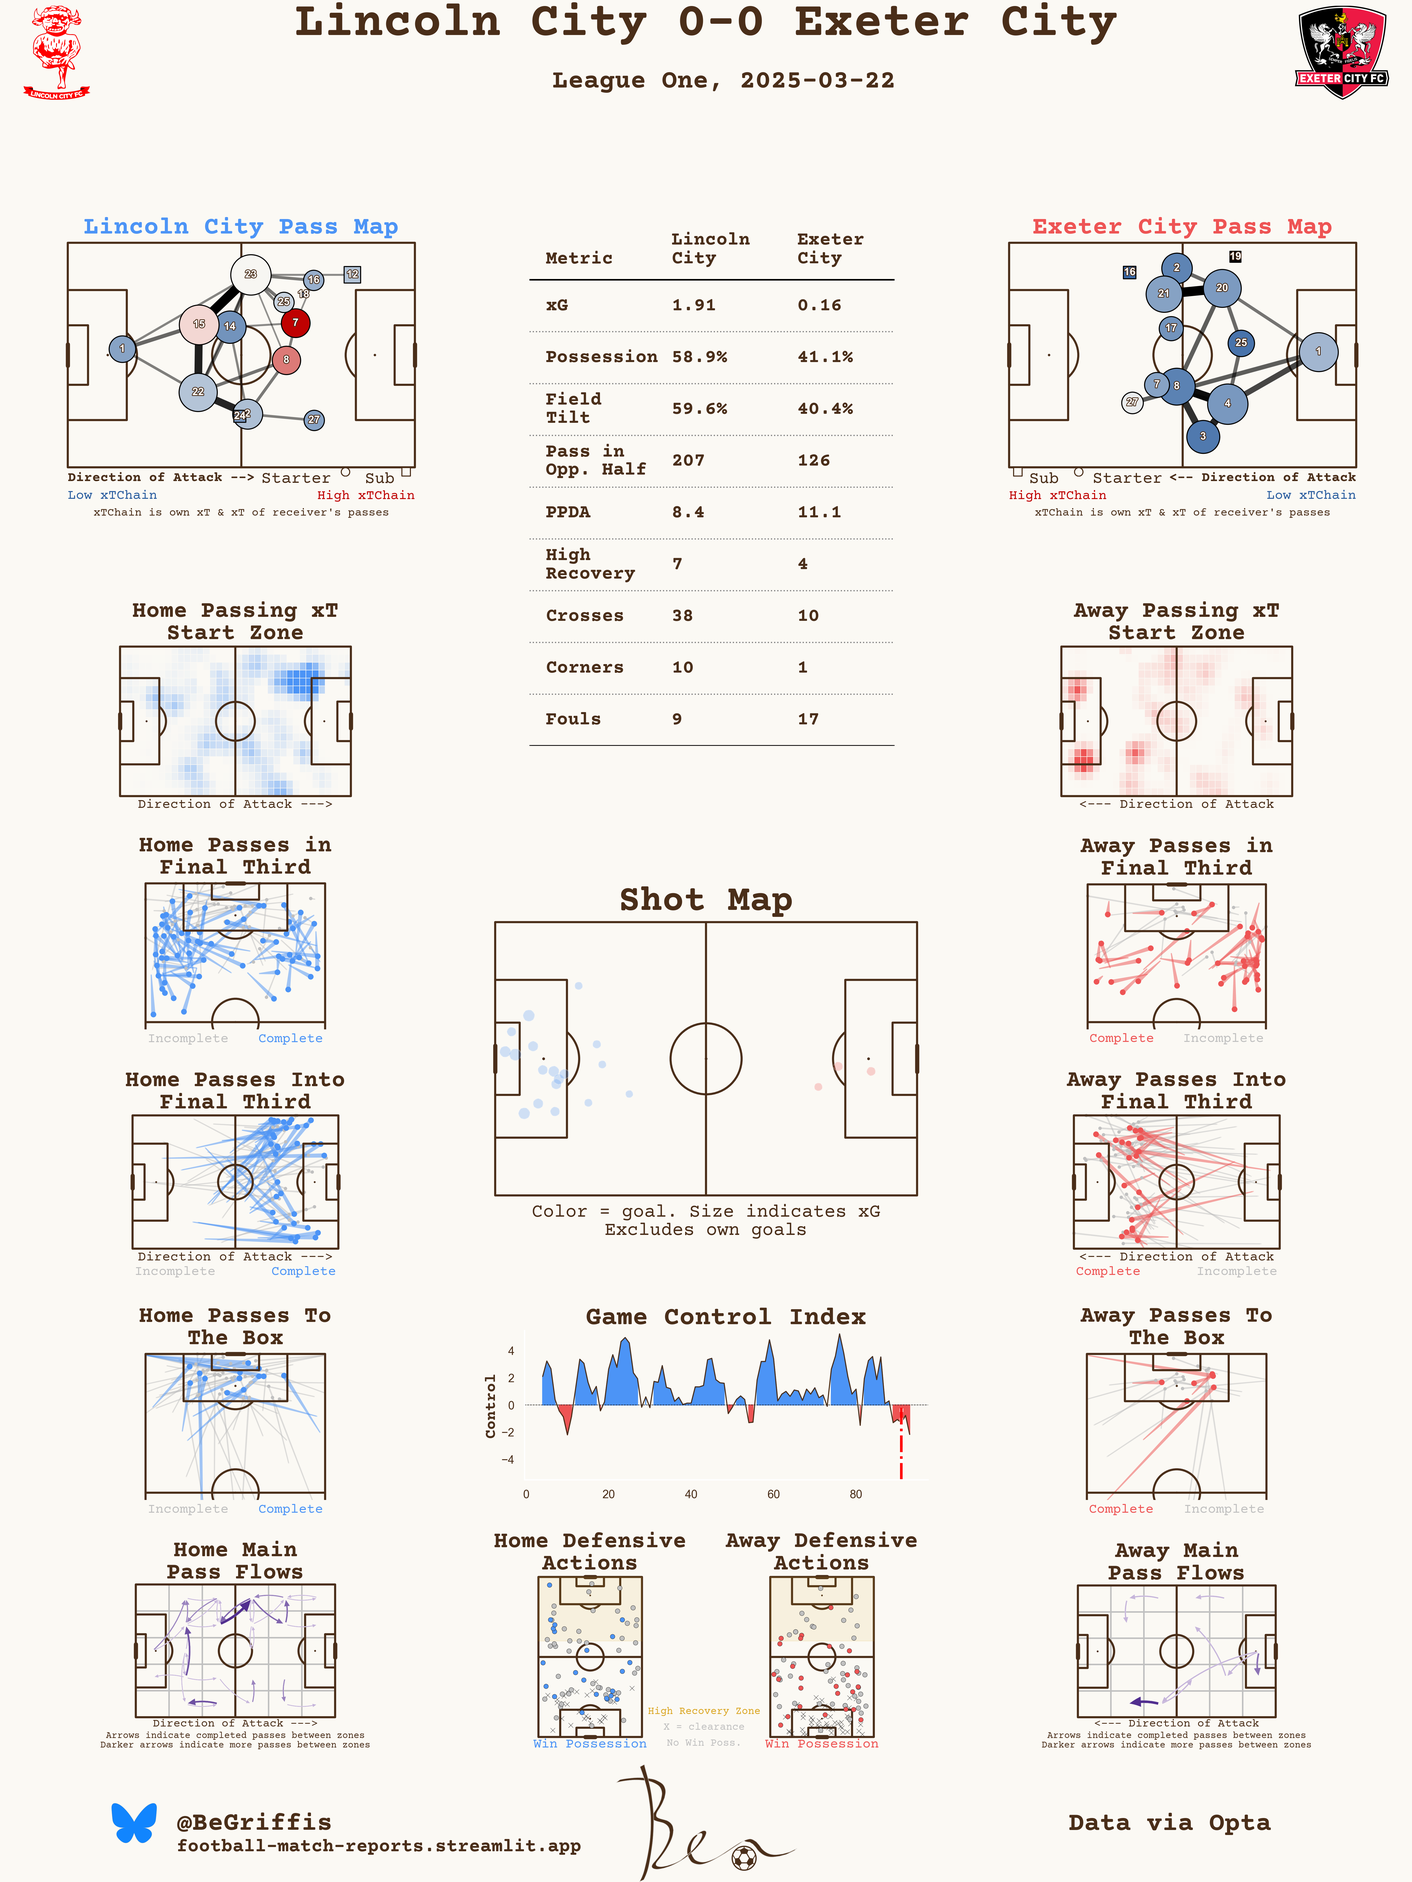 Lincoln City 0-0 Exeter City
League One, 2025-03-22
LINCOLN CITY FC
EXETER CITY FC
Lincoln City Pass Map
23
12
16
25
18
15
14
7
1
8
22
24
2
27
Direction of Attack --> Starter Sub
Low xTChain High xTChain
xTChain is own xT & xT of receiver's passes
Metric Lincoln City Exeter City
xG 1.91 0.16
Possession 58.9% 41.1%
Field Tilt 59.6% 40.4%
Pass in Opp. Half 207 126
PPDA 8.4 11.1
High Recovery 7 4
Crosses 38 10
Corners 10 1
Fouls 9 17
Exeter City Pass Map
19
16
2
21
20
17
25
1
7
8
27
4
3
Sub Starter <-- Direction of Attack
High xTChain Low xTChain
xTChain is own xT & xT of receiver's passes
Home Passing xT
Start Zone
Direction of Attack --->
Away Passing xT
Start Zone
<--- Direction of Attack
Home Passes in
Final Third
Incomplete Complete
Away Passes in
Final Third
Complete Incomplete
Shot Map
Color = goal. Size indicates xG
Excludes own goals
Home Passes Into
Final Third
Direction of Attack --->
Incomplete Complete
Away Passes Into
Final Third
<--- Direction of Attack
Complete Incomplete
Home Passes To
The Box
Incomplete Complete
Game Control Index
Control
4
2
0
−2
−4
0 20 40 60 80
Away Passes To
The Box
Complete Incomplete
Home Main
Pass Flows
Direction of Attack --->
Arrows indicate completed passes between zones
Darker arrows indicate more passes between zones
Home Defensive
Actions
Win Possession
High Recovery Zone
X = clearance
No Win Poss.
Away Defensive
Actions
Win Possession
Away Main
Pass Flows
<--- Direction of Attack
Arrows indicate completed passes between zones
Darker arrows indicate more passes between zones
@BeGriffis
football-match-reports.streamlit.app
Ben
Data via Opta